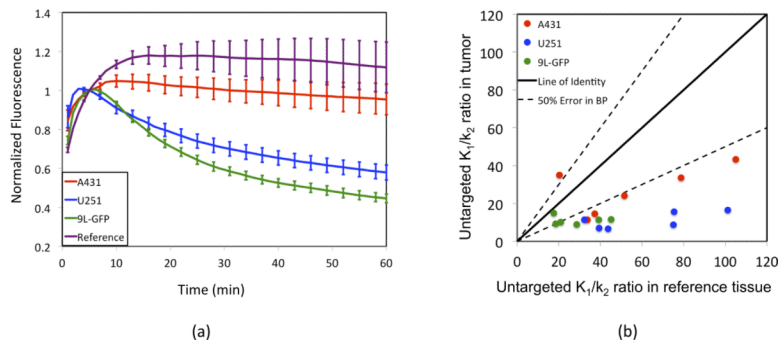 1.4
1.2
1
0.8
0.6
0.4
0.2
Normalized Fluorescence
A431
U251
9L-GFP
Reference
0
10
20
30
40
50
60
Time (min)
(a)
120
100
80
60
40
20
0
Untargeted K1/k2 ratio in tumor
A431
U251
9L-GFP
Line of Identity
50% Error in BP
0
20
40
60
80
100
120
Untargeted K1/k2 ratio in reference tissue
(b)